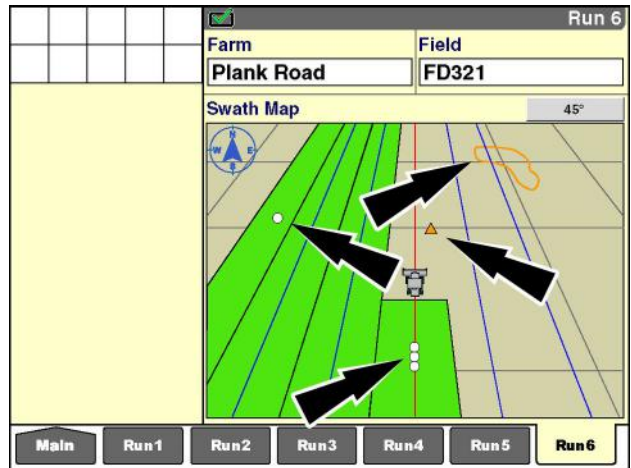 Run 6
Farm
Field
Plank Road
FD321
Swath Map
45°
N
W
E
S
Main
Run1
Run2
Run3
Run4
Run5
Run6